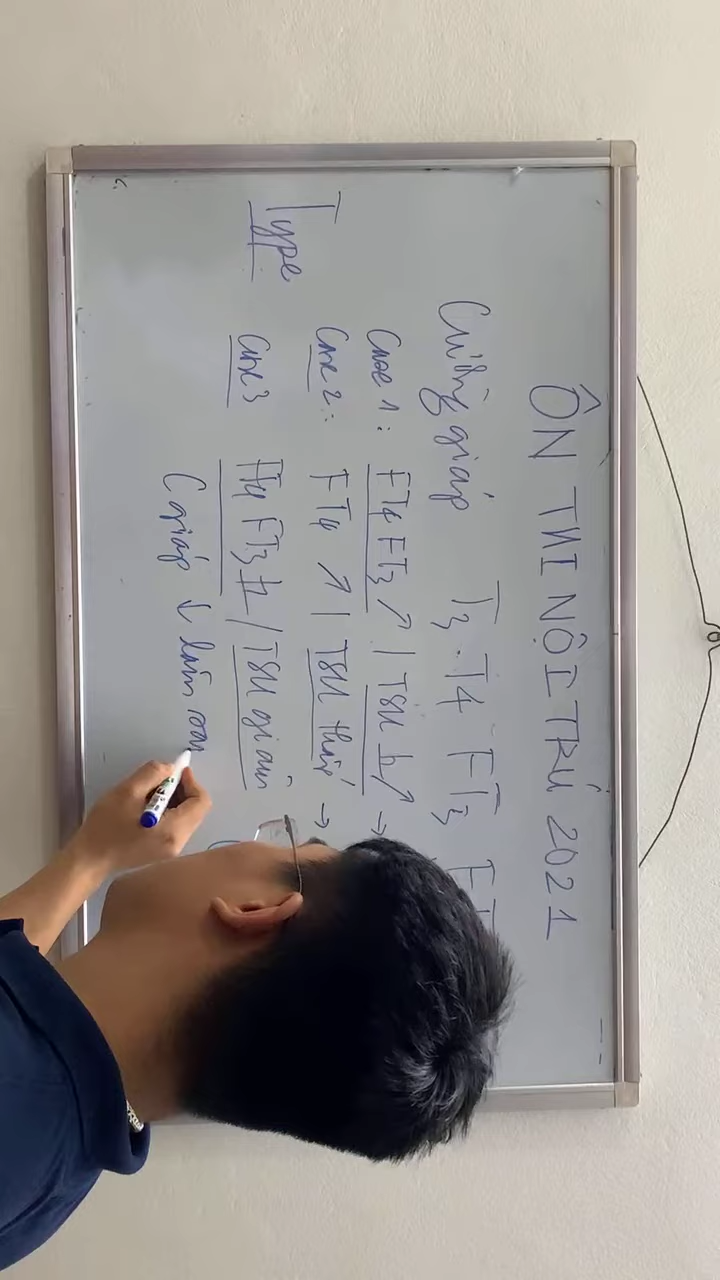 ÔN THI NỘI TRÚ 2021
Cường giáp T3. T4 FT3
Case 1: FT4 FT3 ↗ / TSH b↗ →
Case 2: FT4 ↗ / TSH thấp →
Type Case 3 FT4 FT3 bt / TSH giảm
(giáp ↓ lâm sàn